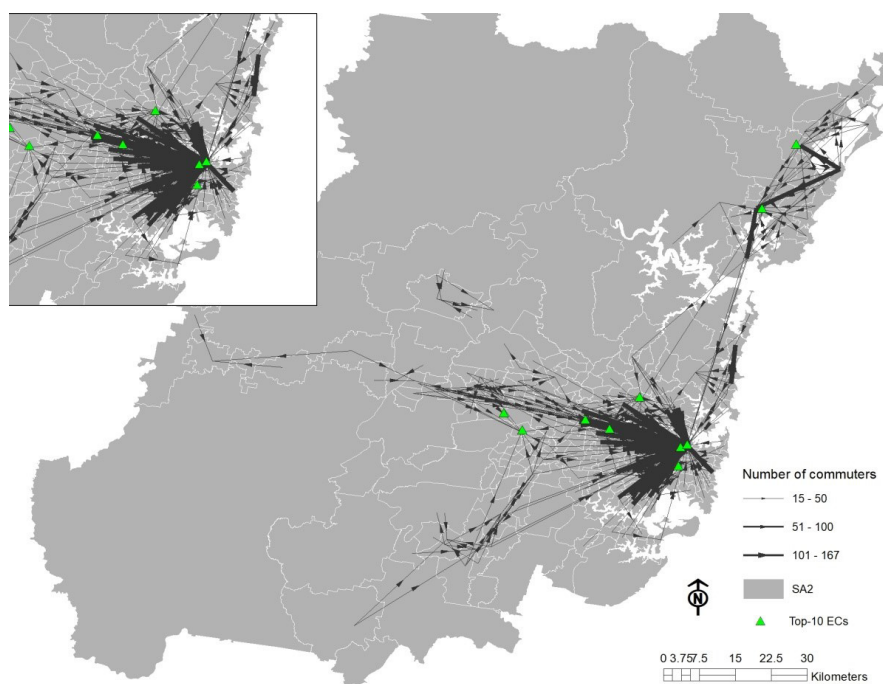 Number of commuters
15 - 50
51 - 100
101 - 167
SA2
N
Top-10 ECs
0 3.75 7.5 15 22.5 30
Kilometers